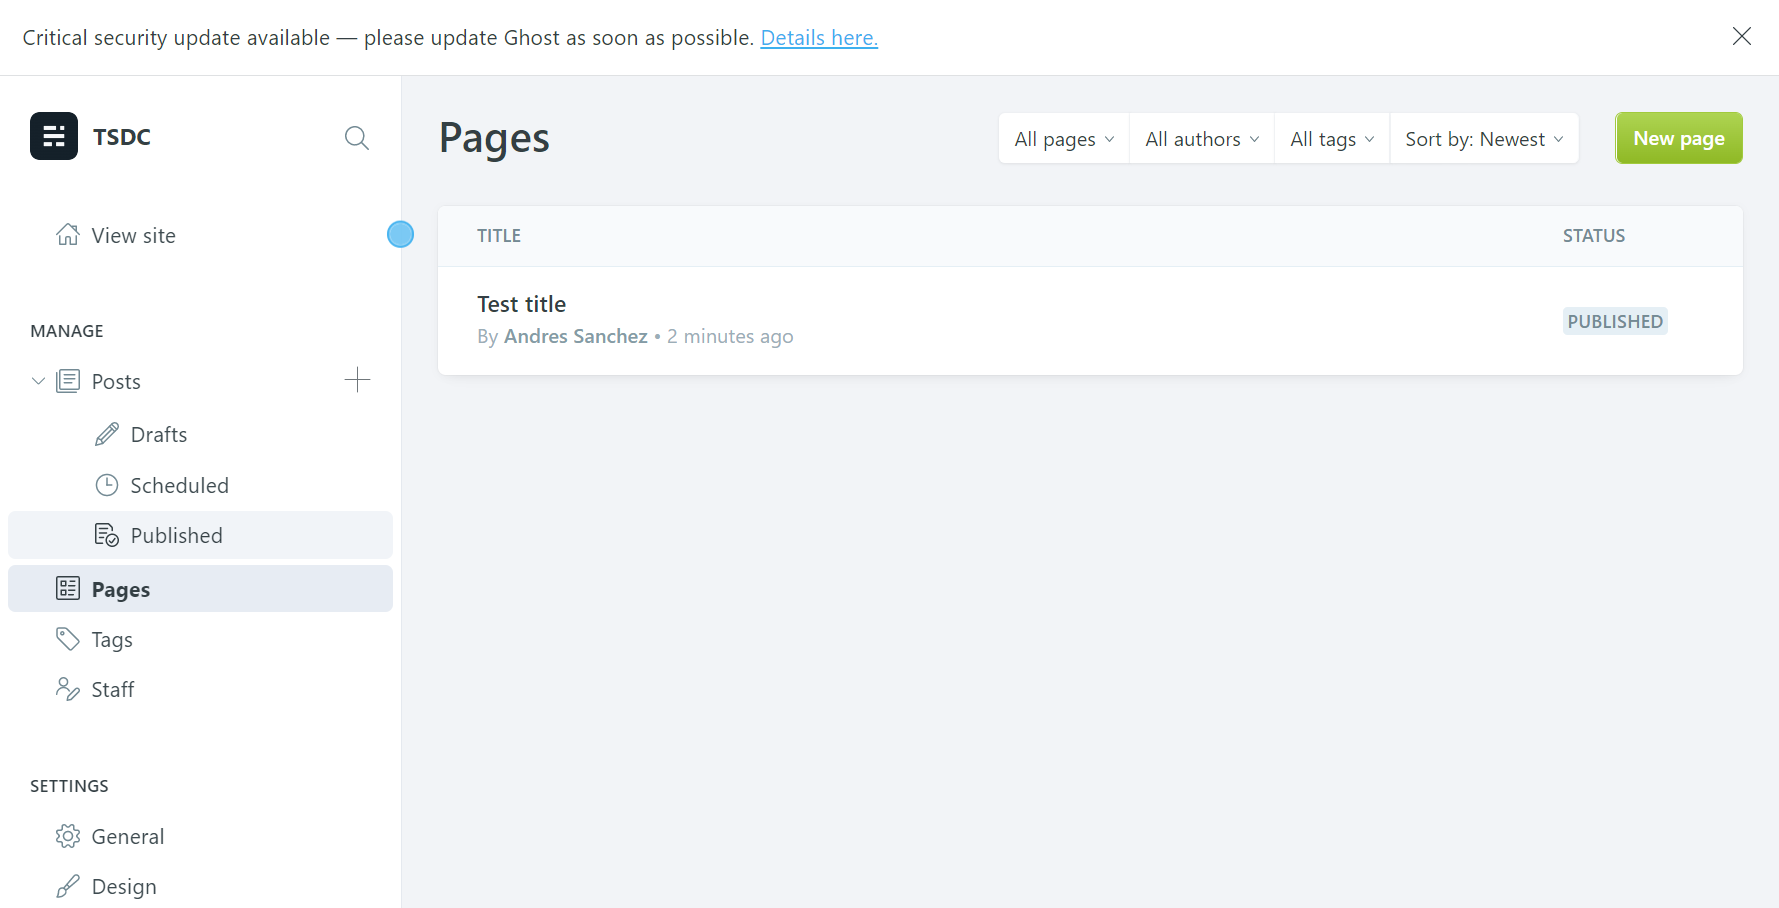 Critical security update available — please update Ghost as soon as possible. Details here.
TSDC
View site
MANAGE
Posts
Drafts
Scheduled
Published
Pages
Tags
Staff
SETTINGS
General
Design
Pages
All pages
All authors
All tags
Sort by: Newest
New page
TITLE
STATUS
Test title
By Andres Sanchez • 2 minutes ago
PUBLISHED